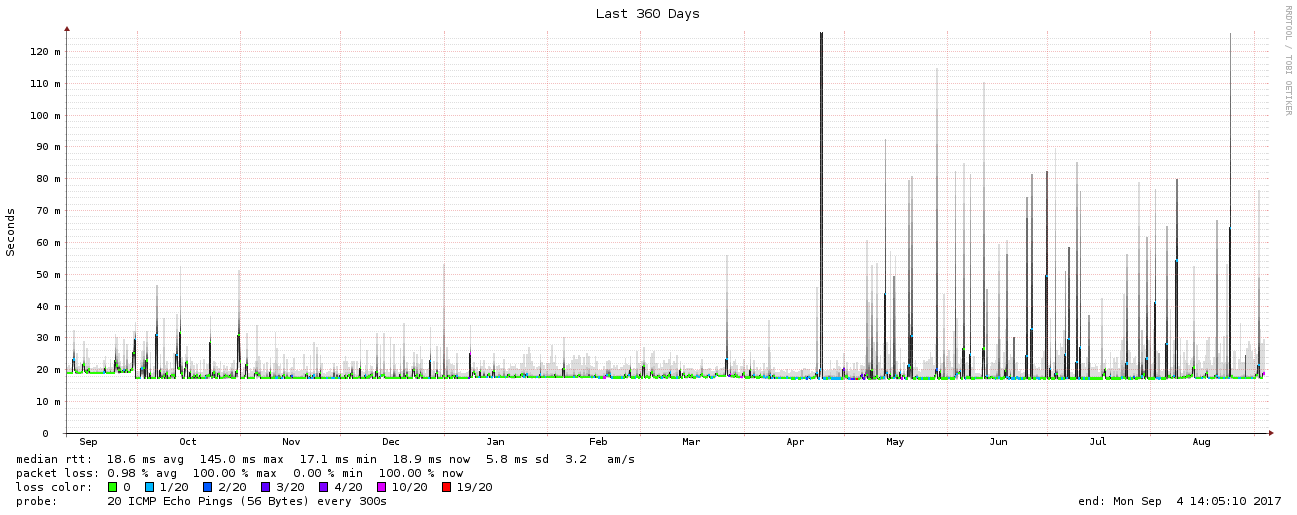 Last 360 Days
RRDTOOL / TOBI OETIKER
Seconds
120 m
110 m
100 m
90 m
80 m
70 m
60 m
50 m
40 m
30 m
20 m
10 m
0
Sep Oct Nov Dec Jan Feb Mar Apr May Jun Jul Aug
median rtt: 18.6 ms avg 145.0 ms max 17.1 ms min 18.9 ms now 5.8 ms sd 3.2 am/s
packet loss: 0.98 % avg 100.00 % max 0.00 % min 100.00 % now
loss color: 0 1/20 2/20 3/20 4/20 10/20 19/20
probe: 20 ICMP Echo Pings (56 Bytes) every 300s end: Mon Sep 4 14:05:10 2017